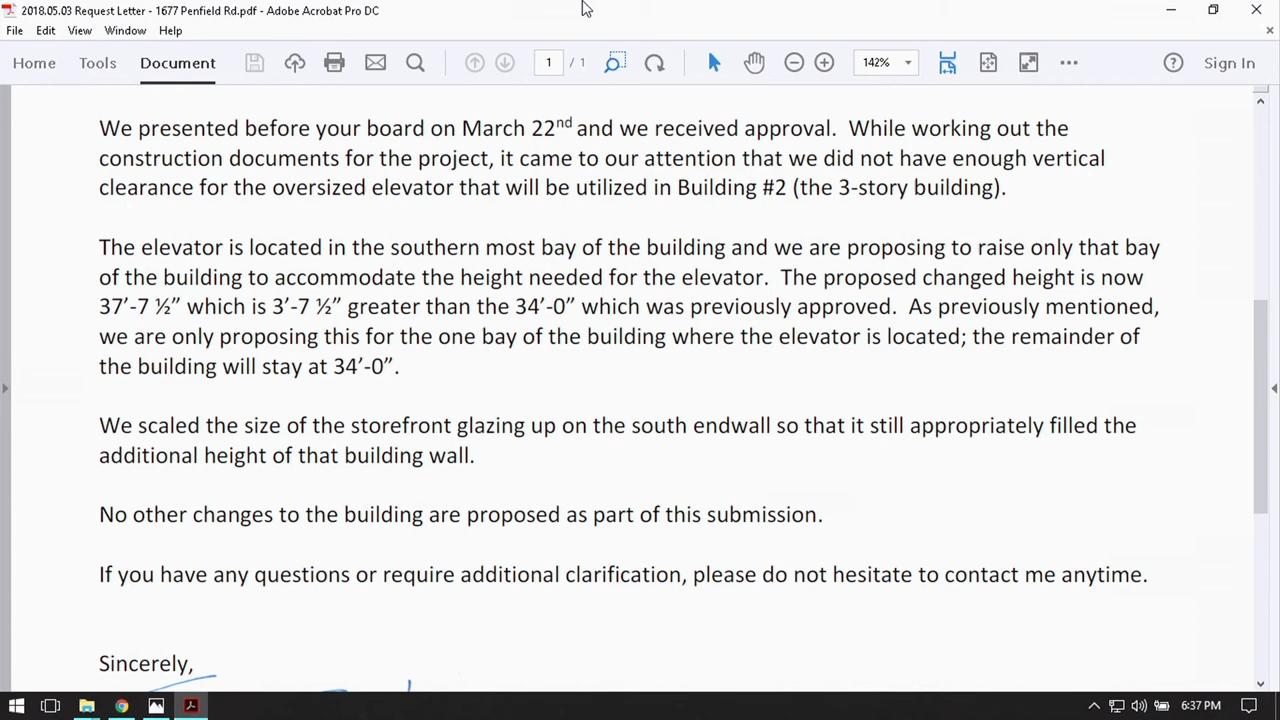 2018.05.03 Request Letter - 1677 Penfield Rd.pdf - Adobe Acrobat Pro DC
File Edit View Window Help
Home Tools Document 1 / 1 142% Sign In
We presented before your board on March 22nd and we received approval.  While working out the
construction documents for the project, it came to our attention that we did not have enough vertical
clearance for the oversized elevator that will be utilized in Building #2 (the 3-story building).
The elevator is located in the southern most bay of the building and we are proposing to raise only that bay
of the building to accommodate the height needed for the elevator.  The proposed changed height is now
37’-7 ½” which is 3’-7 ½” greater than the 34’-0” which was previously approved.  As previously mentioned,
we are only proposing this for the one bay of the building where the elevator is located; the remainder of
the building will stay at 34’-0”.
We scaled the size of the storefront glazing up on the south endwall so that it still appropriately filled the
additional height of that building wall.
No other changes to the building are proposed as part of this submission.
If you have any questions or require additional clarification, please do not hesitate to contact me anytime.
Sincerely,
6:37 PM